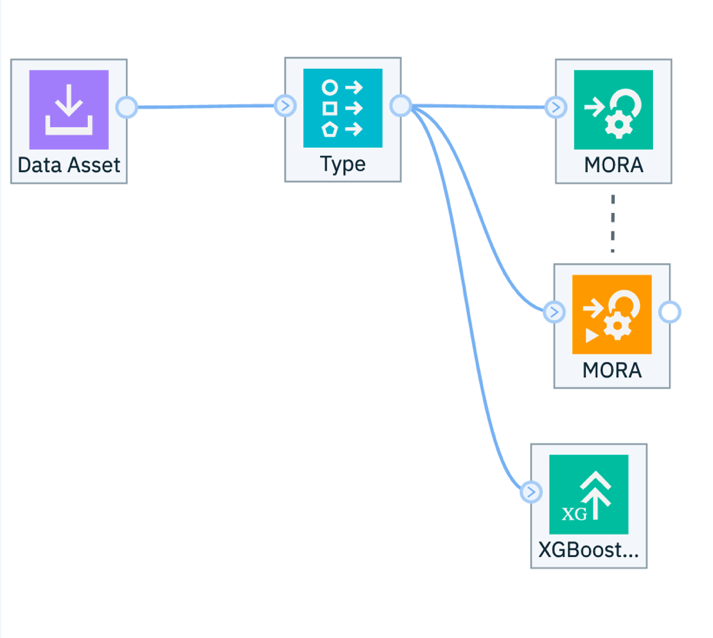 Data Asset
Type
MORA
MORA
XG
XGBoost...